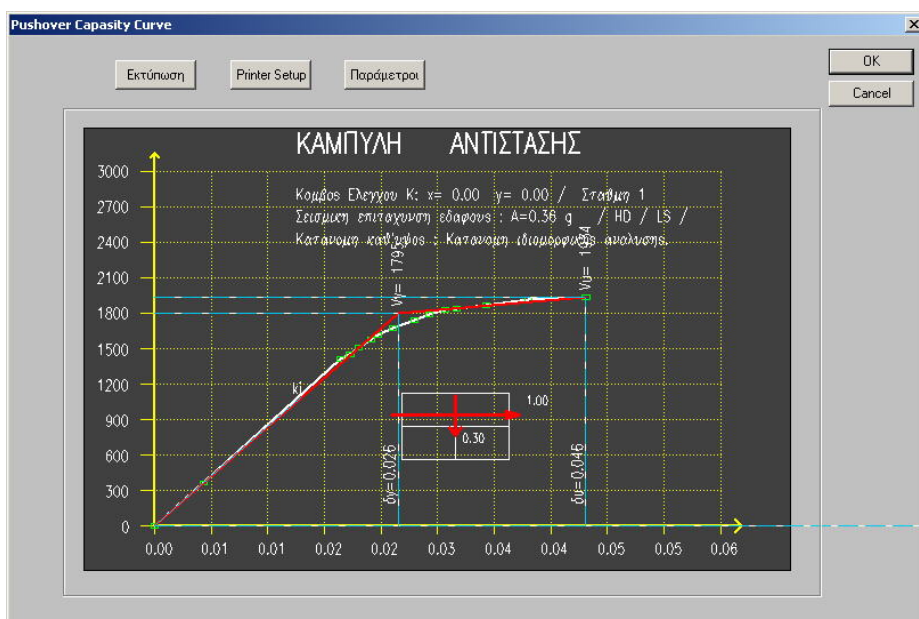 Pushover Capasity Curve
OK
Cancel
Εκτύπωση Printer Setup Παράμετροι
ΚΑΜΠΥΛΗ ΑΝΤΙΣΤΑΣΗΣ
Κομβος Ελεγχου Κ: x= 0.00 y= 0.00 / Σταθμη 1
Σεισμικη επιταχυνση εδαφους : A=0.36 g / HD / LS /
Κατανομη καθ'υψος : Κατανομη ιδιομορφικης αναλυσης.
3000
2700
2400
2100
1800
1500
1200
900
600
300
0
Vy= 1795
Vu= 1934
ki
1.00
0.30
δy=0.026
δu=0.046
0.00 0.01 0.01 0.02 0.02 0.03 0.04 0.04 0.05 0.05 0.06